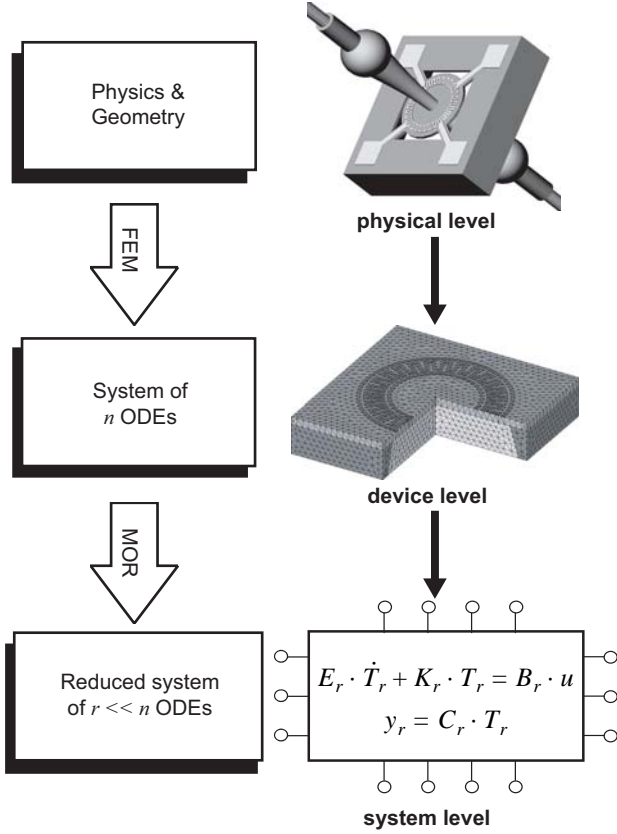 Physics &
Geometry
physical level
FEM
System of
n ODEs
device level
MOR
Reduced system
of r << n ODEs
E_r · Ṫ_r + K_r · T_r = B_r · u
y_r = C_r · T_r
system level